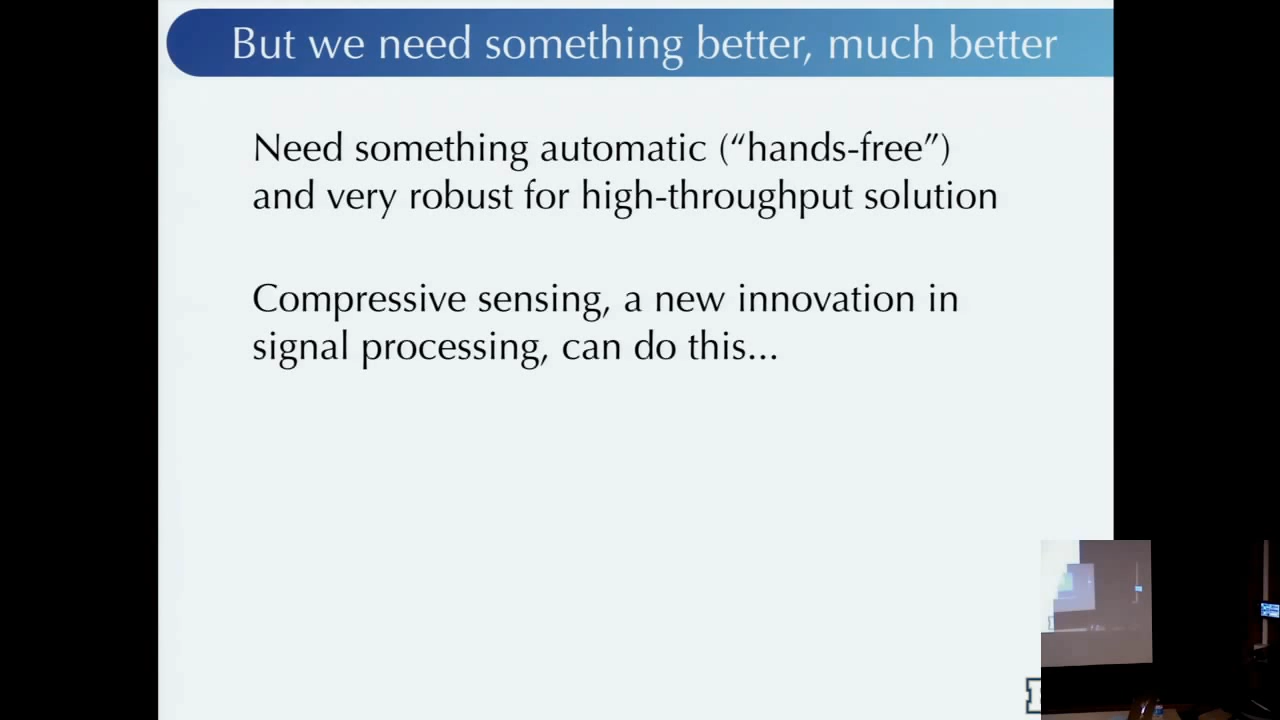 But we need something better, much better
Need something automatic (“hands-free”)
and very robust for high-throughput solution
Compressive sensing, a new innovation in
signal processing, can do this...